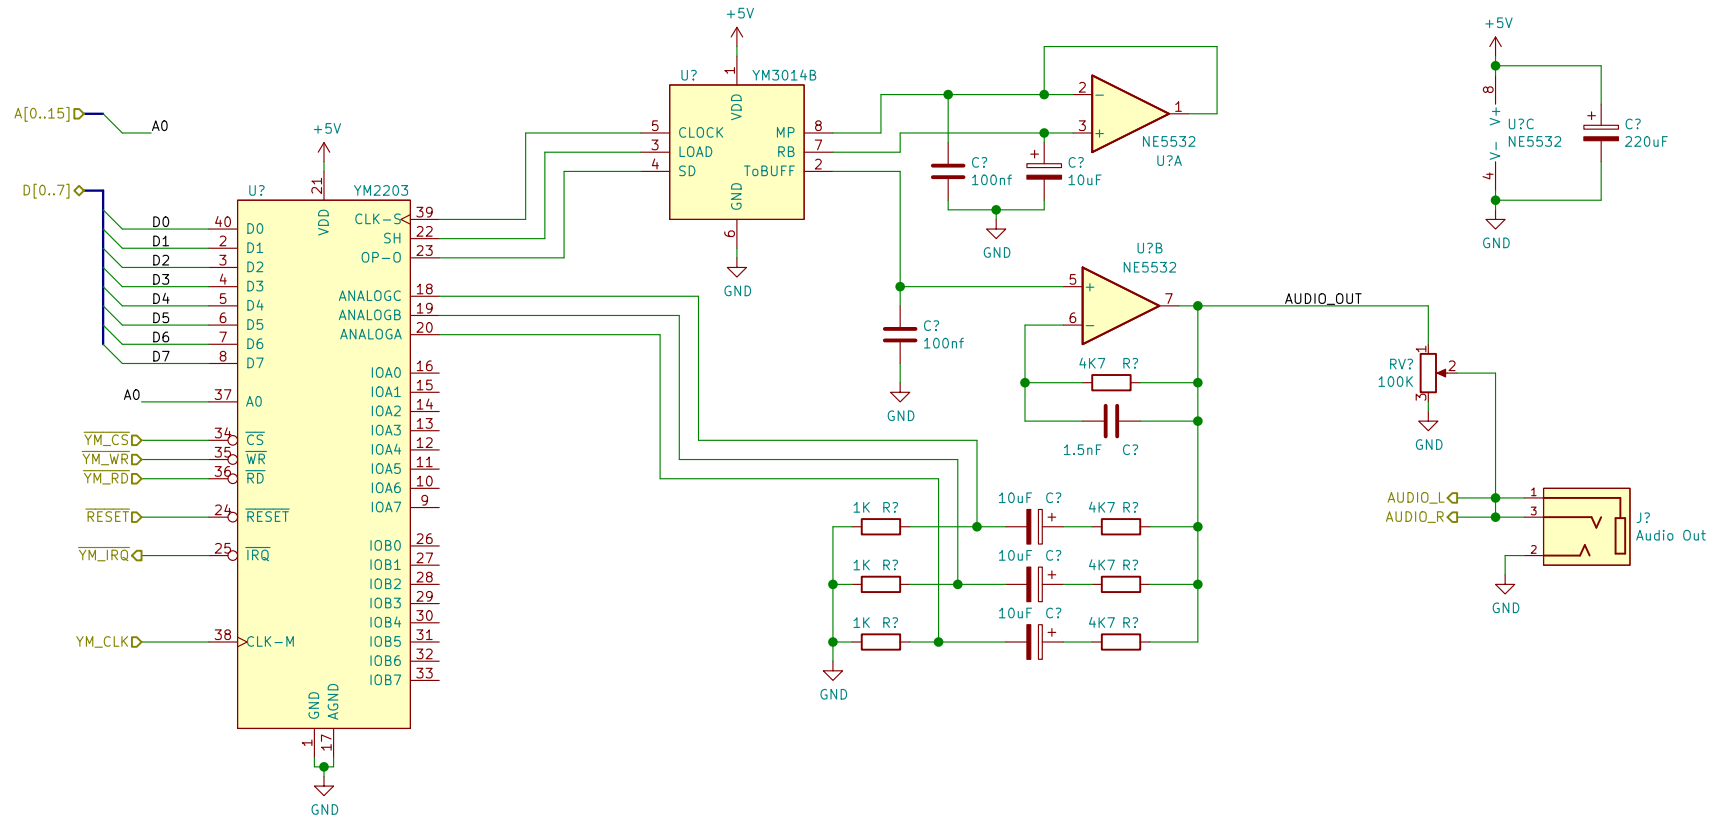 A[0..15]
A0
D[0..7]
D0
D1
D2
D3
D4
D5
D6
D7
A0
YM_CS
YM_WR
YM_RD
RESET
YM_IRQ
YM_CLK
+5V
U?
YM2203
21
VDD
40 D0
2 D1
3 D2
4 D3
5 D4
6 D5
7 D6
8 D7
37 A0
34 CS
35 WR
36 RD
24 RESET
25 IRQ
38 CLK-M
CLK-S 39
SH 22
OP-O 23
ANALOGC 18
ANALOGB 19
ANALOGA 20
IOA0 16
IOA1 15
IOA2 14
IOA3 13
IOA4 12
IOA5 11
IOA6 10
IOA7 9
IOB0 26
IOB1 27
IOB2 28
IOB3 29
IOB4 30
IOB5 31
IOB6 32
IOB7 33
GND
AGND
1
17
GND
+5V
U?
YM3014B
1
VDD
5 CLOCK
3 LOAD
4 SD
MP 8
RB 7
ToBUFF 2
GND
6
GND
2
3
1
NE5532
U?A
C?
100nf
C?
10uF
GND
U?B
NE5532
5
6
7
C?
100nf
GND
4K7 R?
1.5nF C?
1K R?
10uF C?
4K7 R?
1K R?
10uF C?
4K7 R?
1K R?
10uF C?
4K7 R?
GND
AUDIO_OUT
+5V
8
V+
U?C
NE5532
V-
4
C?
220uF
GND
RV?
100K
1
2
3
GND
AUDIO_L
AUDIO_R
1
3
2
J?
Audio Out
GND